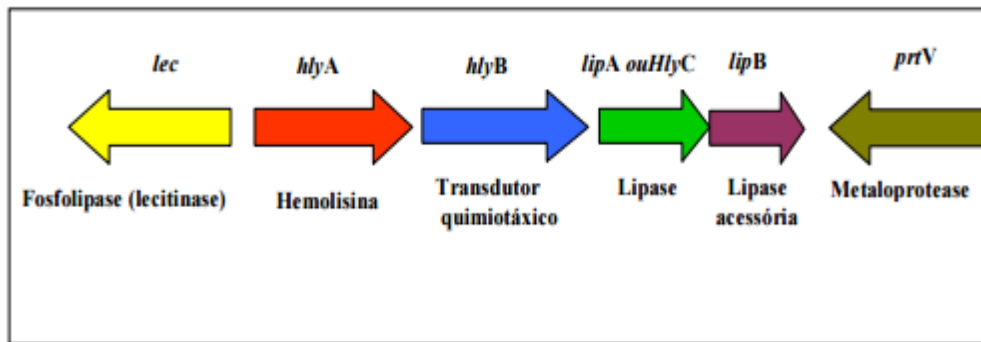 lec hlyA hlyB lipA ouHlyC lipB prtV
Fosfolipase (lecitinase) Hemolisina Transdutor Lipase Lipase Metaloprotease
quimiotáxico acessória